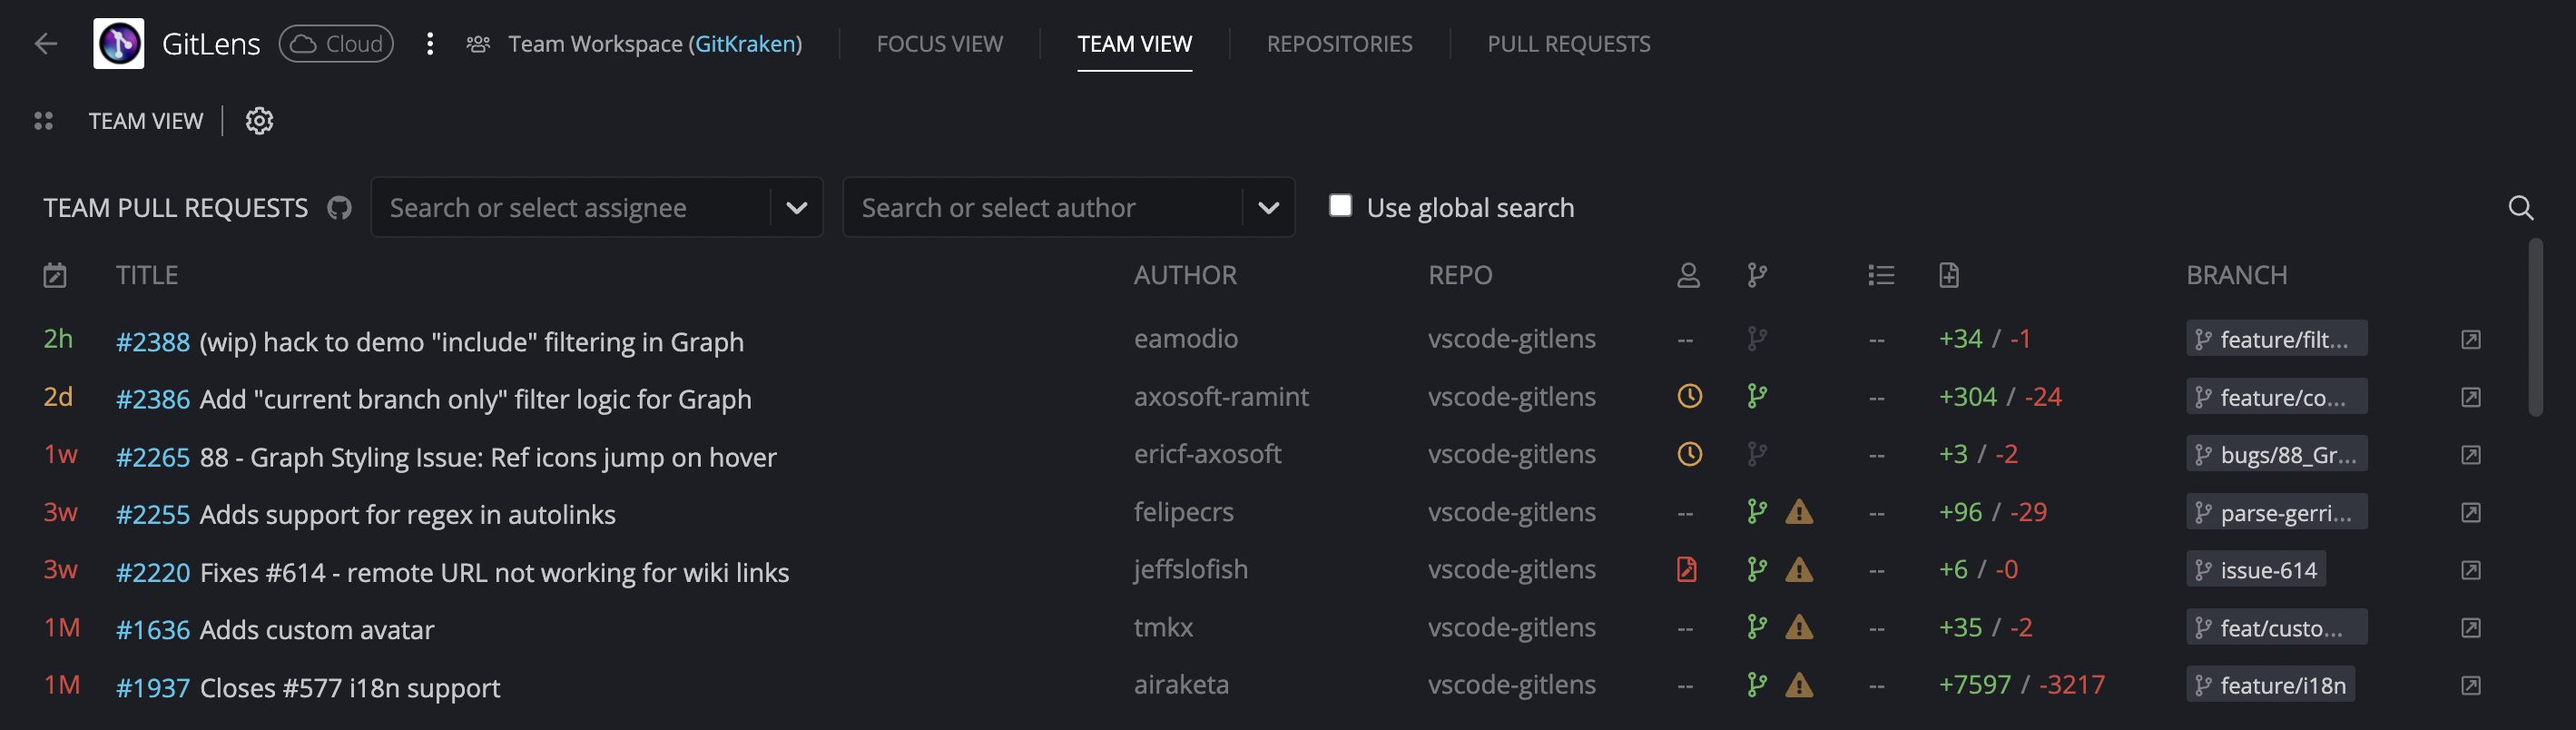 GitLens Cloud Team Workspace (GitKraken) FOCUS VIEW TEAM VIEW REPOSITORIES PULL REQUESTS
TEAM VIEW
TEAM PULL REQUESTS Search or select assignee Search or select author Use global search
TITLE AUTHOR REPO BRANCH
2h #2388 (wip) hack to demo "include" filtering in Graph eamodio vscode-gitlens -- -- +34 / -1 feature/filt...
2d #2386 Add "current branch only" filter logic for Graph axosoft-ramint vscode-gitlens -- +304 / -24 feature/co...
1w #2265 88 - Graph Styling Issue: Ref icons jump on hover ericf-axosoft vscode-gitlens -- +3 / -2 bugs/88_Gr...
3w #2255 Adds support for regex in autolinks felipecrs vscode-gitlens -- -- +96 / -29 parse-gerri...
3w #2220 Fixes #614 - remote URL not working for wiki links jeffslofish vscode-gitlens -- +6 / -0 issue-614
1M #1636 Adds custom avatar tmkx vscode-gitlens -- -- +35 / -2 feat/custo...
1M #1937 Closes #577 i18n support airaketa vscode-gitlens -- -- +7597 / -3217 feature/i18n